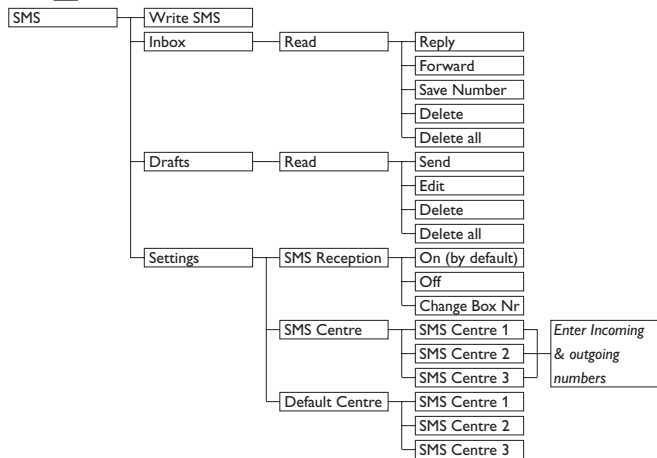 SMS
Write SMS
Inbox
Read
Reply
Forward
Save Number
Delete
Delete all
Drafts
Read
Send
Edit
Delete
Delete all
Settings
SMS Reception
On (by default)
Off
Change Box Nr
SMS Centre
SMS Centre 1
SMS Centre 2
SMS Centre 3
Enter Incoming
& outgoing
numbers
Default Centre
SMS Centre 1
SMS Centre 2
SMS Centre 3